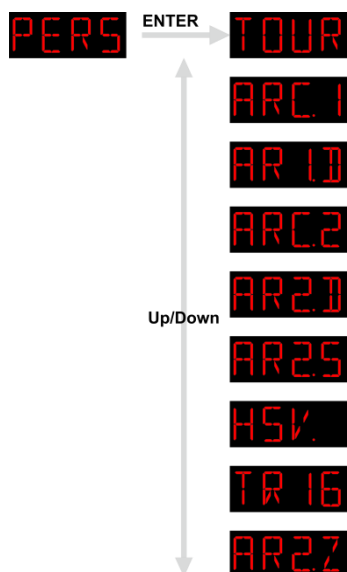 PERS ENTER TOUR
ARC.1
AR1.D
ARC.2
AR2.D
Up/Down
AR2.S
HSV.
TR16
AR2.Z